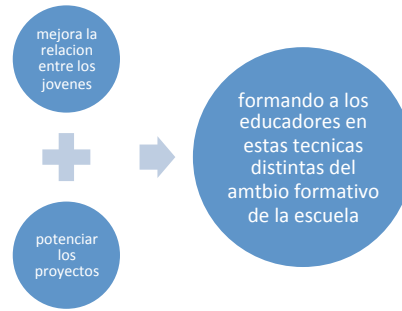 mejora la
relacion
entre los
jovenes
potenciar
los
proyectos
formando a los
educadores en
estas tecnicas
distintas del
amtbio formativo
de la escuela